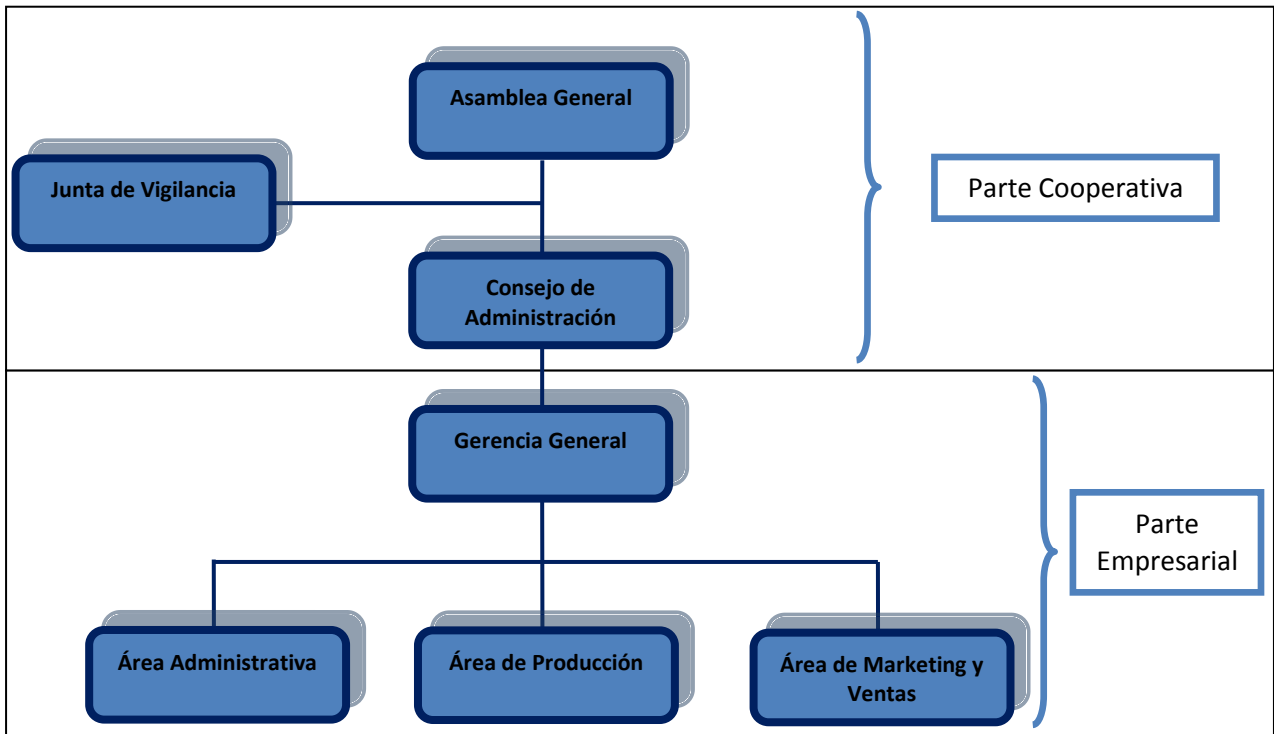 Asamblea General
Junta de Vigilancia
Parte Cooperativa
Consejo de
Administración
Gerencia General
Parte
Empresarial
Área Administrativa
Área de Producción
Área de Marketing y
Ventas